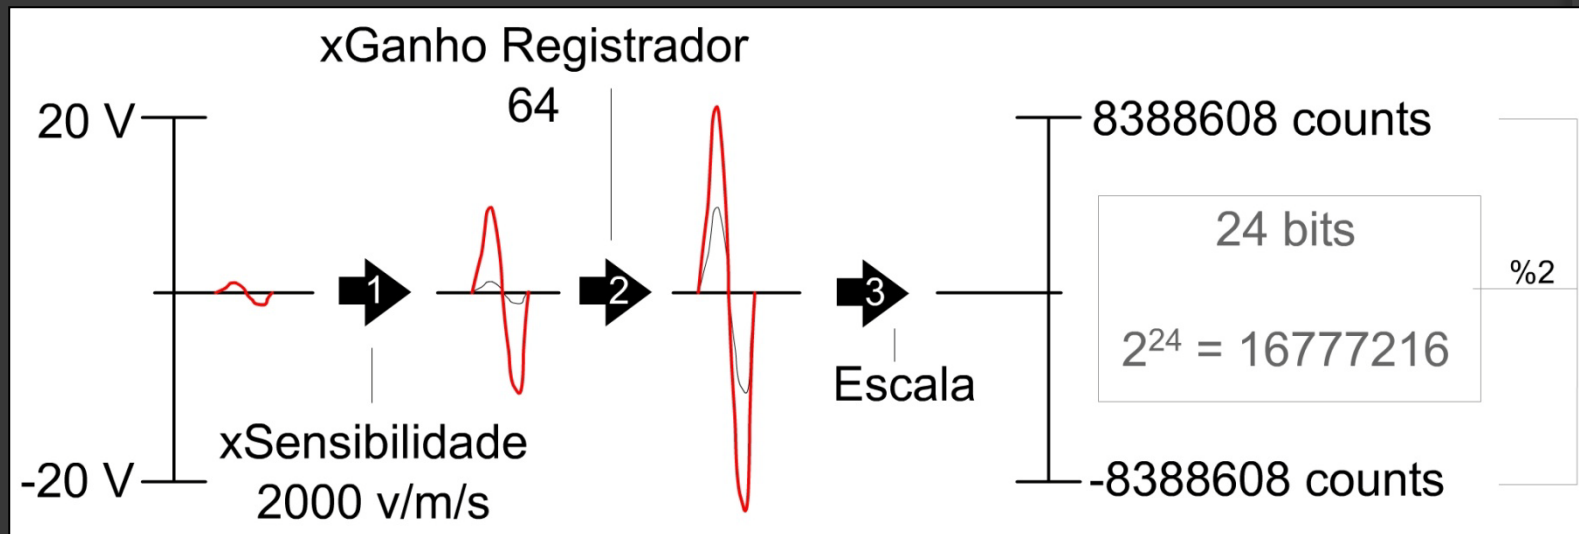 xGanho Registrador
64
20 V
-20 V
1
xSensibilidade
2000 v/m/s
2
3
Escala
8388608 counts
24 bits
2²⁴ = 16777216
%2
-8388608 counts